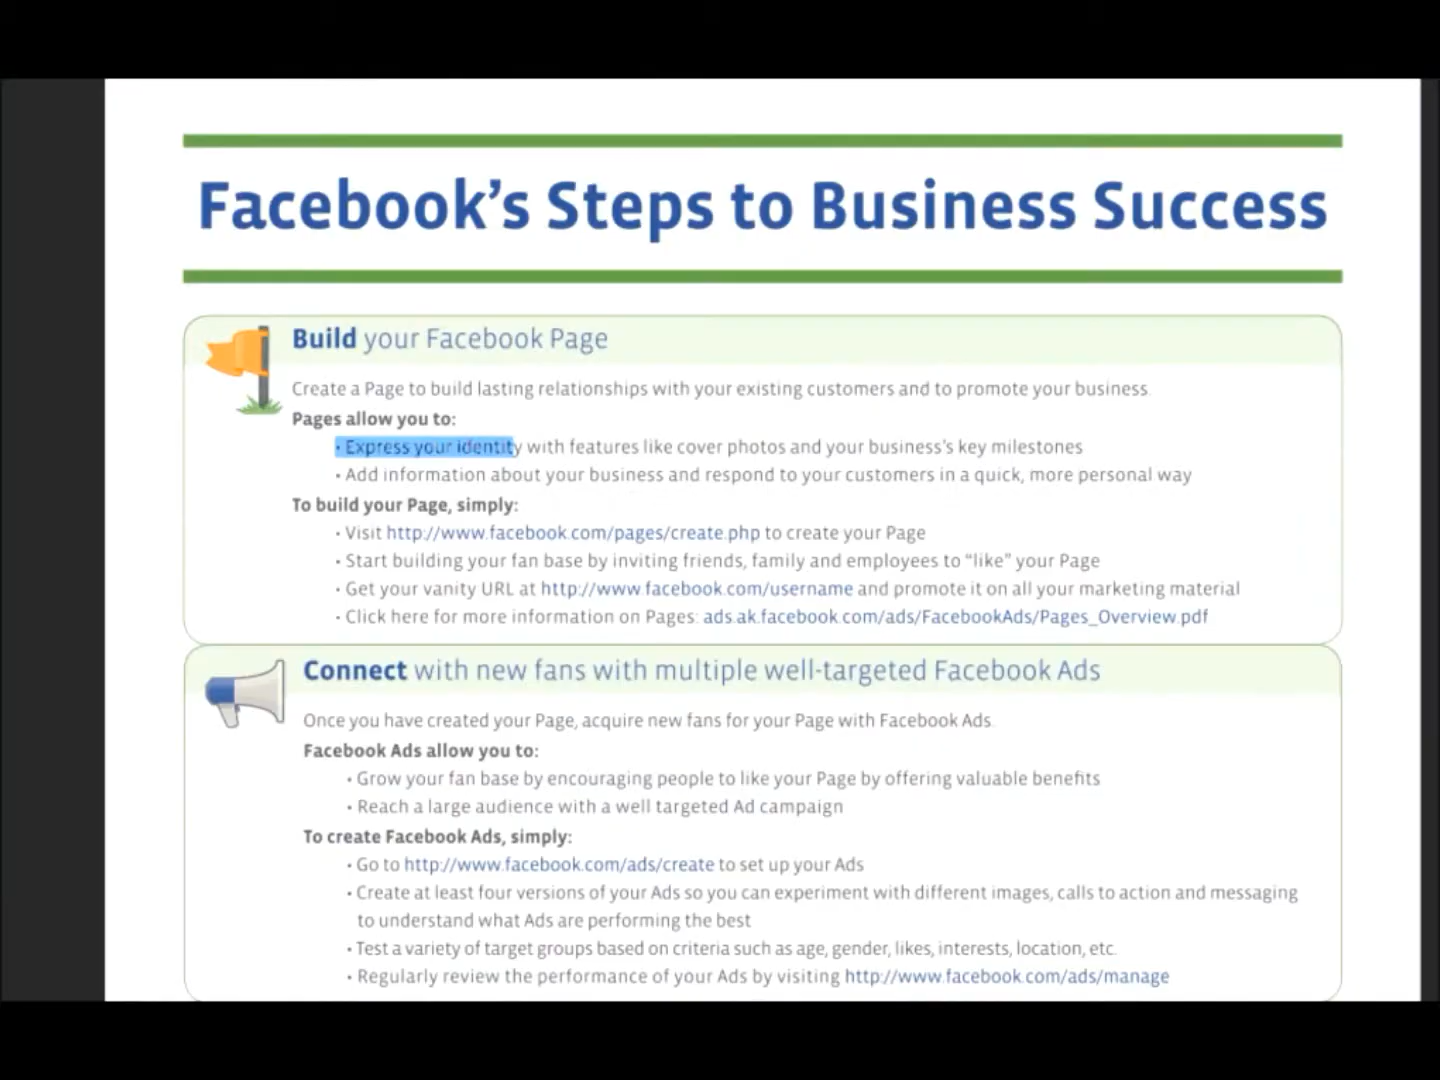 Facebook’s Steps to Business Success
Build your Facebook Page
Create a Page to build lasting relationships with your existing customers and to promote your business.
Pages allow you to:
• Express your identity with features like cover photos and your business’s key milestones
• Add information about your business and respond to your customers in a quick, more personal way
To build your Page, simply:
• Visit http://www.facebook.com/pages/create.php to create your Page
• Start building your fan base by inviting friends, family and employees to “like” your Page
• Get your vanity URL at http://www.facebook.com/username and promote it on all your marketing material
• Click here for more information on Pages: ads.ak.facebook.com/ads/FacebookAds/Pages_Overview.pdf
Connect with new fans with multiple well-targeted Facebook Ads
Once you have created your Page, acquire new fans for your Page with Facebook Ads.
Facebook Ads allow you to:
• Grow your fan base by encouraging people to like your Page by offering valuable benefits
• Reach a large audience with a well targeted Ad campaign
To create Facebook Ads, simply:
• Go to http://www.facebook.com/ads/create to set up your Ads
• Create at least four versions of your Ads so you can experiment with different images, calls to action and messaging
to understand what Ads are performing the best
• Test a variety of target groups based on criteria such as age, gender, likes, interests, location, etc.
• Regularly review the performance of your Ads by visiting http://www.facebook.com/ads/manage